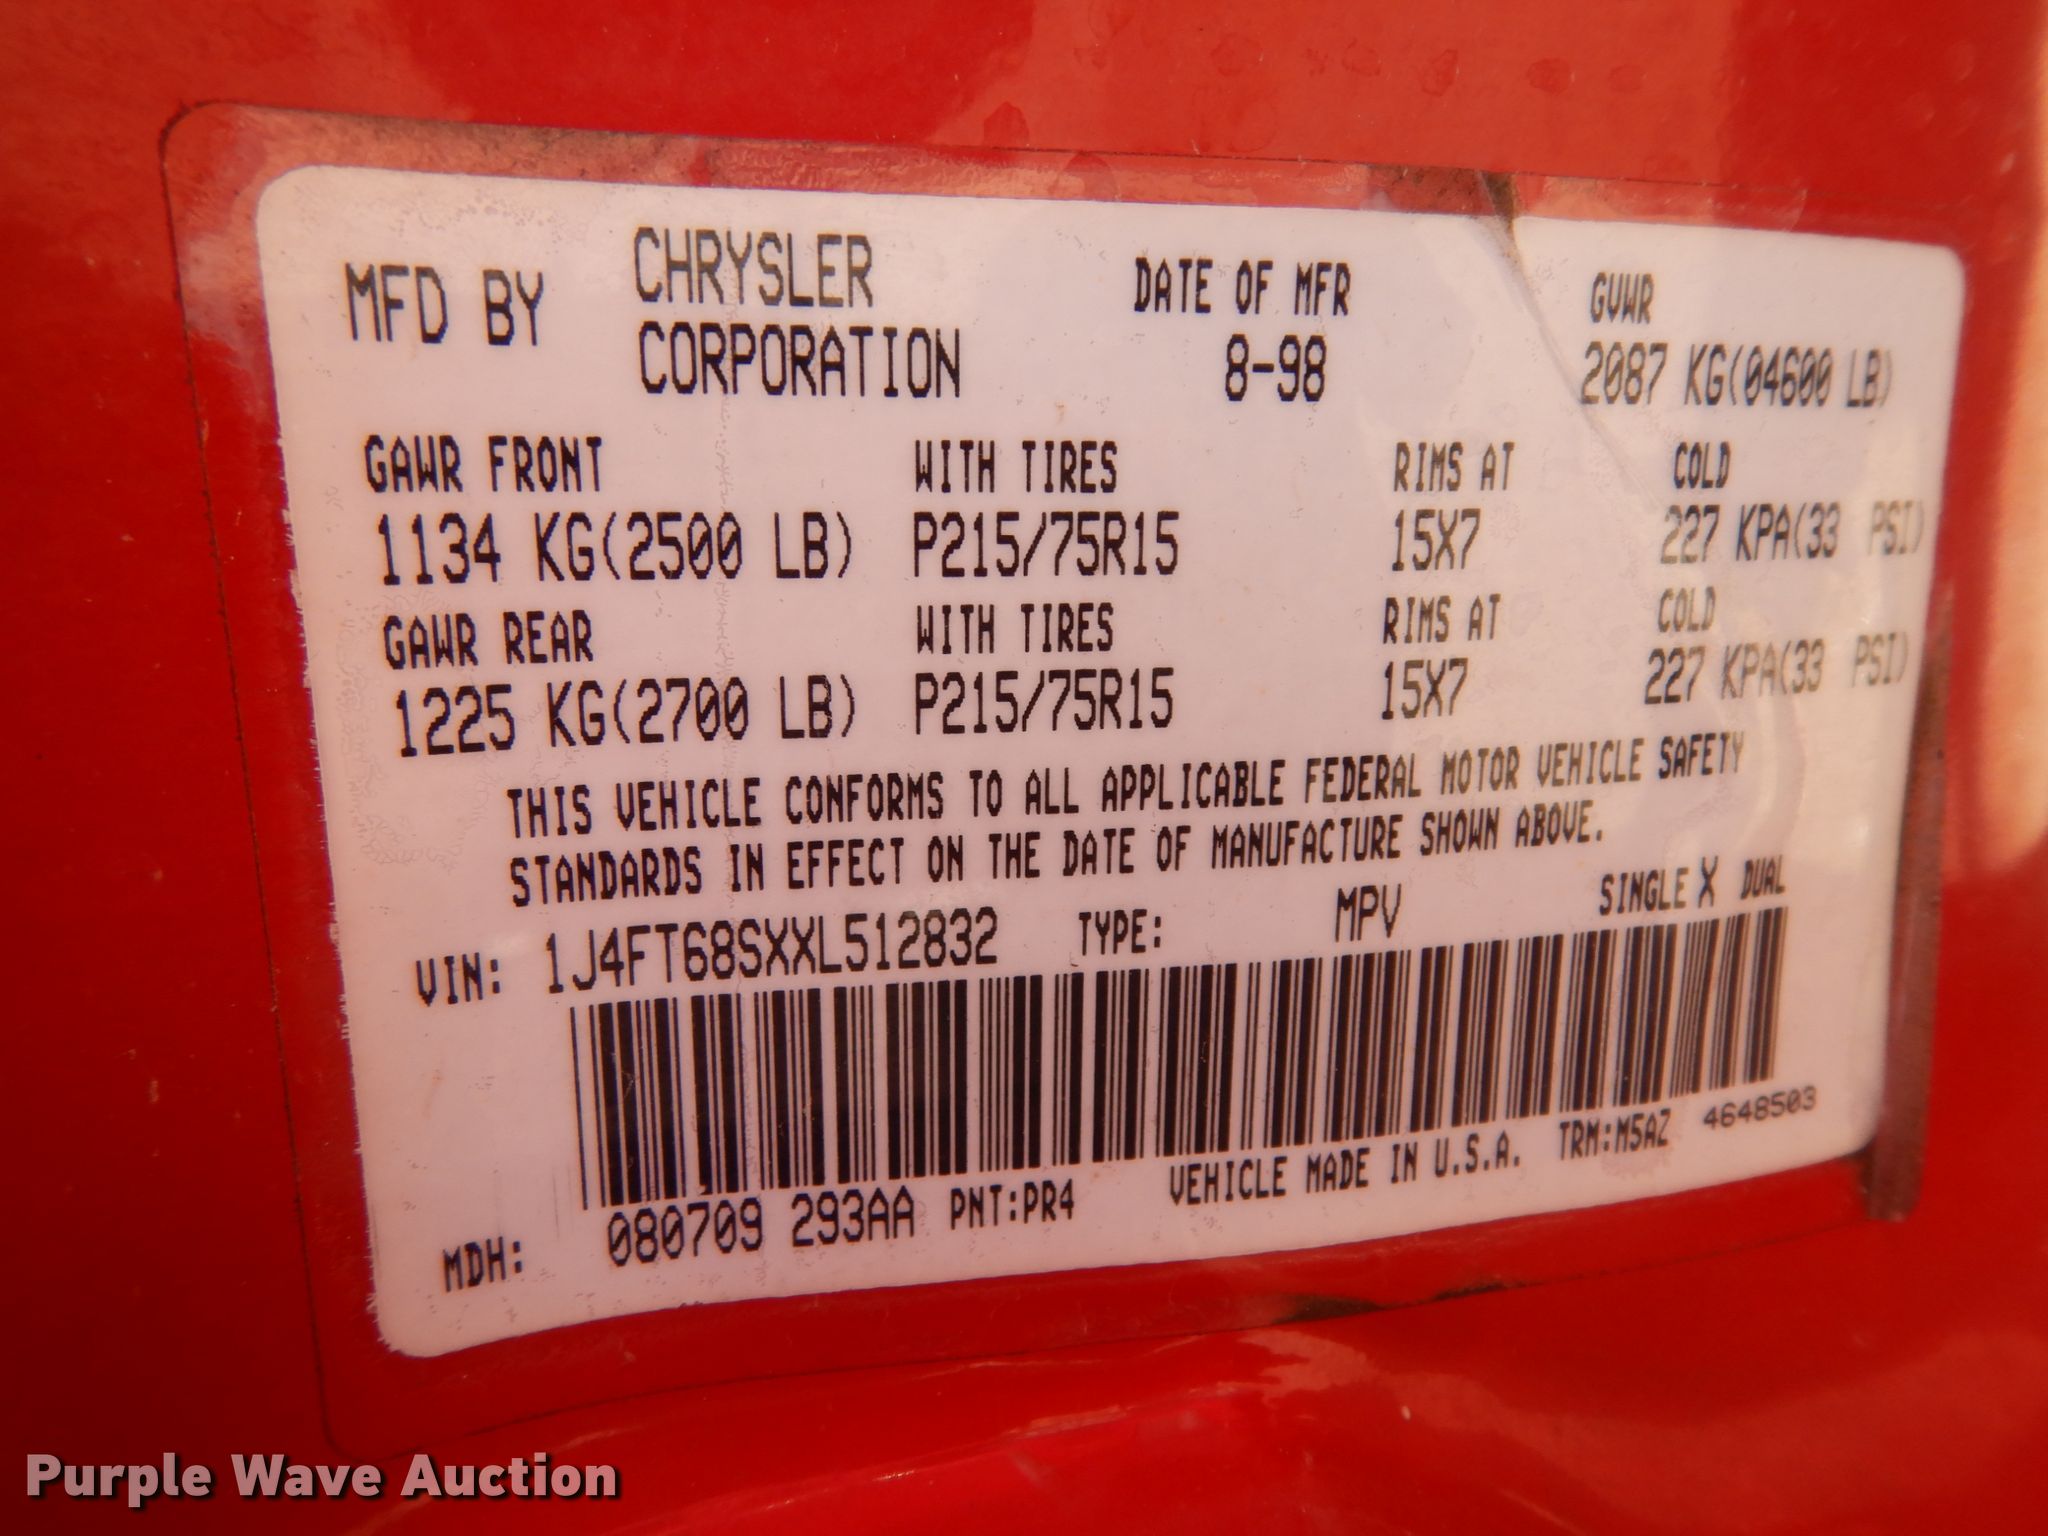 MFD BY CHRYSLER CORPORATION
DATE OF MFR
8-98
GVWR
2087 KG(04600 LB)
GAWR FRONT WITH TIRES RIMS AT COLD
1134 KG(2500 LB) P215/75R15 15X7 227 KPA(33 PSI)
GAWR REAR WITH TIRES RIMS AT COLD
1225 KG(2700 LB) P215/75R15 15X7 227 KPA(33 PSI)
THIS VEHICLE CONFORMS TO ALL APPLICABLE FEDERAL MOTOR VEHICLE SAFETY
STANDARDS IN EFFECT ON THE DATE OF MANUFACTURE SHOWN ABOVE.
VIN: 1J4FT68SXXL512832 TYPE: MPV SINGLE X DUAL
MDH: 080709 293AA PNT:PR4 VEHICLE MADE IN U.S.A. TRM:M5AZ 4648503
Purple Wave Auction